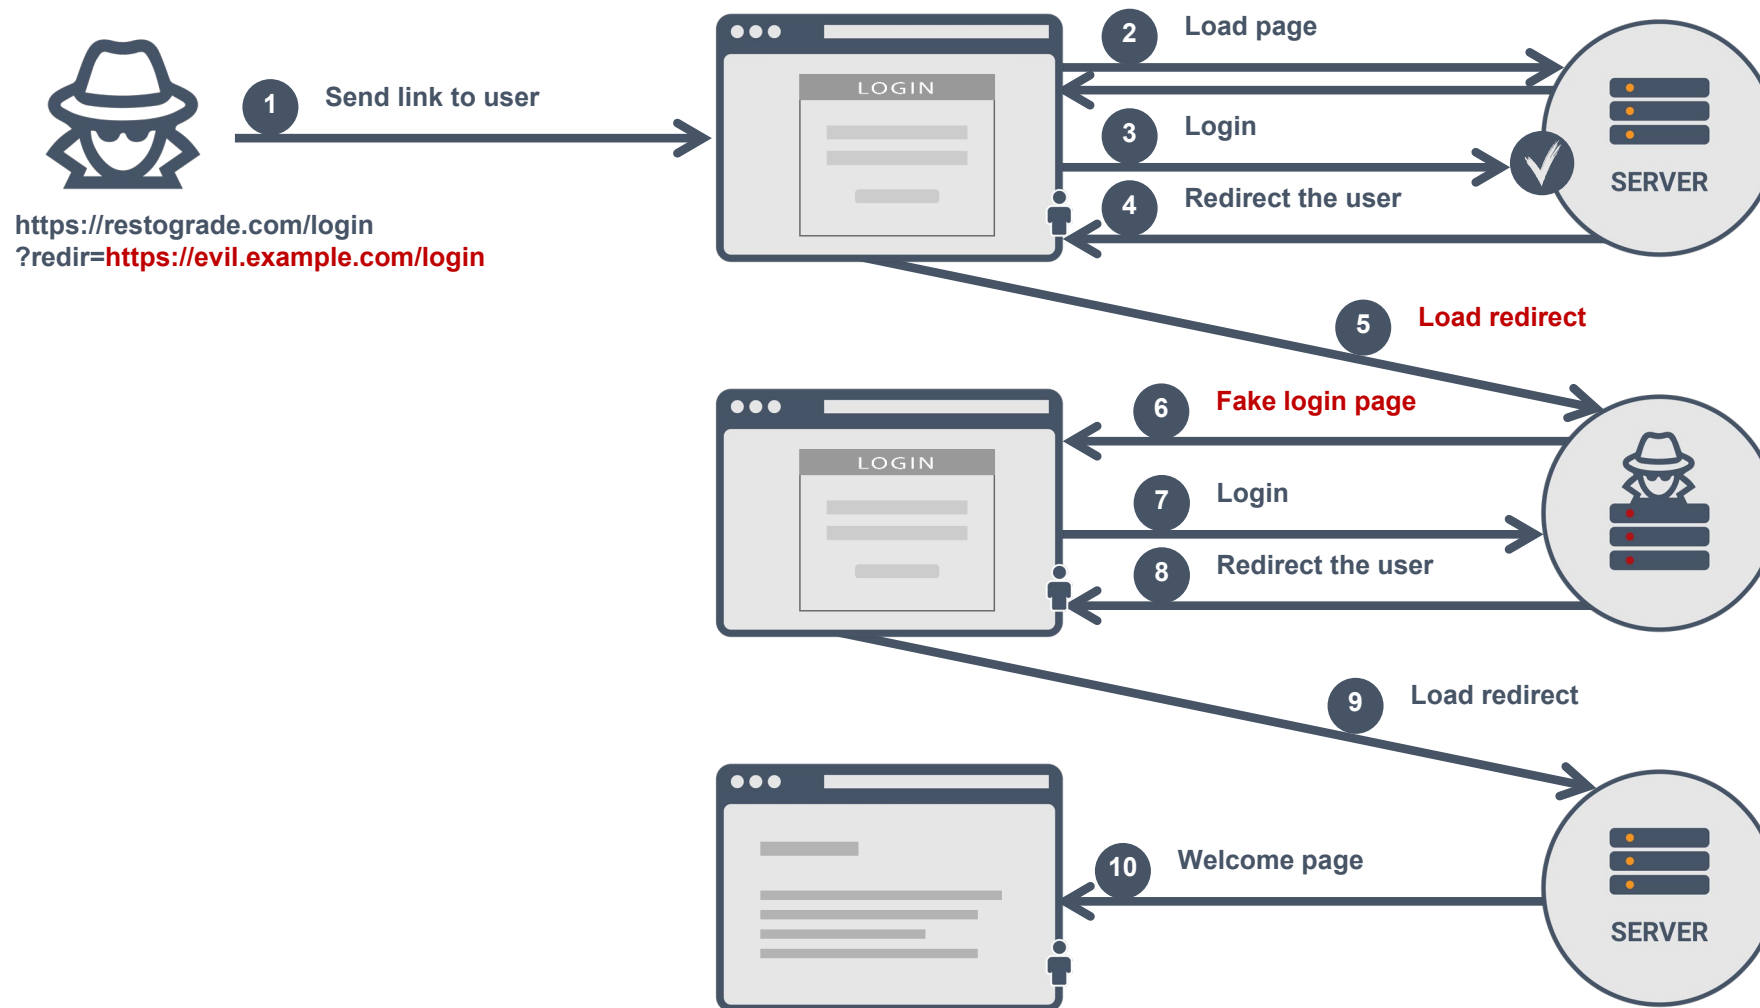 1
Send link to user
https://restograde.com/login
?redir=https://evil.example.com/login
LOGIN
2
Load page
3
Login
4
Redirect the user
SERVER
5
Load redirect
LOGIN
6
Fake login page
7
Login
8
Redirect the user
9
Load redirect
10
Welcome page
SERVER